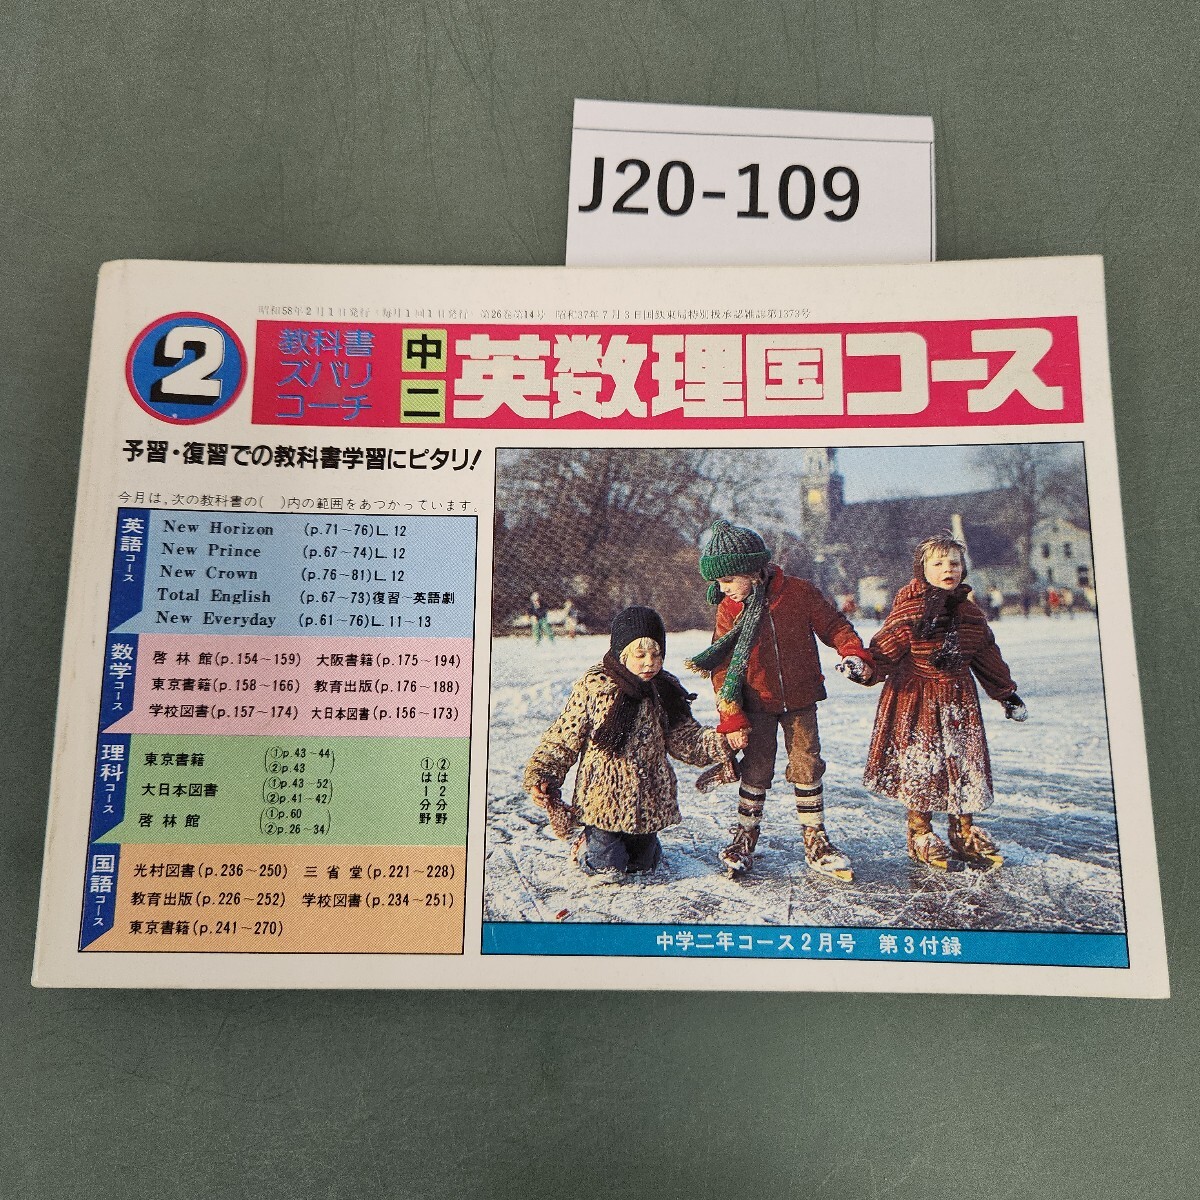 J20-109
昭和58年2月1日発行(毎月1回1日発行) 第26巻第14号 昭和37年7月3日国鉄東局特別扱承認雑誌第1379号
2
教科書
ズバリ
コーチ
中二
英数理国コース
予習・復習での教科書学習にピタリ!
今月は,次の教科書の( )内の範囲をあつかっています。
英語コース
New Horizon (p.71~76)L.12
New Prince (p.67~74)L.12
New Crown (p.76~81)L.12
Total English (p.67~73)復習~英語劇
New Everyday (p.61~76)L.11~13
数学コース
啓林館(p.154~159) 大阪書籍(p.175~194)
東京書籍(p.158~166) 教育出版(p.176~188)
学校図書(p.157~174) 大日本図書(p.156~173)
理科コース
東京書籍 (①p.43~44 ②p.43)
大日本図書 (①p.43~52 ②p.41~42)
啓林館 (①p.60 ②p.26~34)
①は1分野
②は2分野
国語コース
光村図書(p.236~250) 三省堂(p.221~228)
教育出版(p.226~252) 学校図書(p.234~251)
東京書籍(p.241~270)
中学二年コース2月号 第3付録